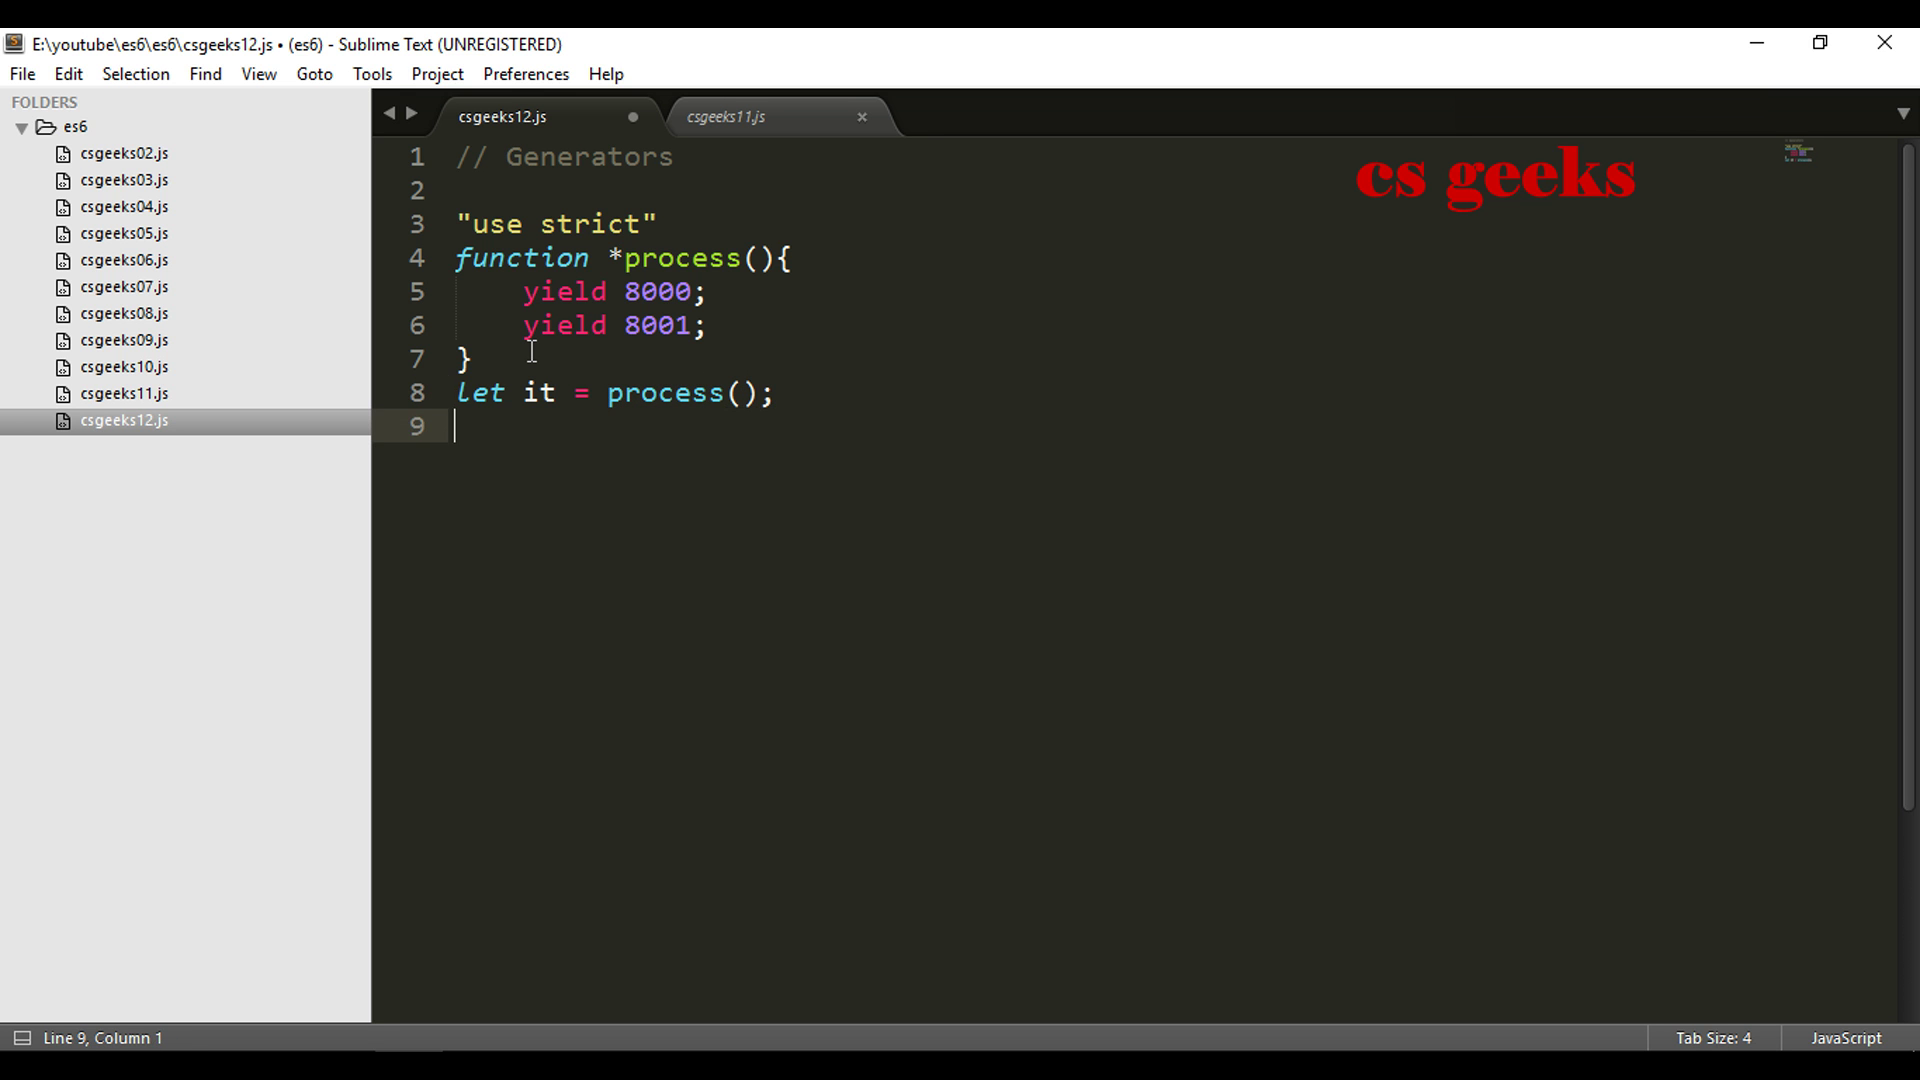 E:\youtube\es6\es6\csgeeks12.js • (es6) - Sublime Text (UNREGISTERED)
File Edit Selection Find View Goto Tools Project Preferences Help
FOLDERS
es6
csgeeks02.js
csgeeks03.js
csgeeks04.js
csgeeks05.js
csgeeks06.js
csgeeks07.js
csgeeks08.js
csgeeks09.js
csgeeks10.js
csgeeks11.js
csgeeks12.js
csgeeks12.js csgeeks11.js
cs geeks
1 // Generators
2
3 "use strict"
4 function *process(){
5 yield 8000;
6 yield 8001;
7 }
8 let it = process();
9
Line 9, Column 1 Tab Size: 4 JavaScript